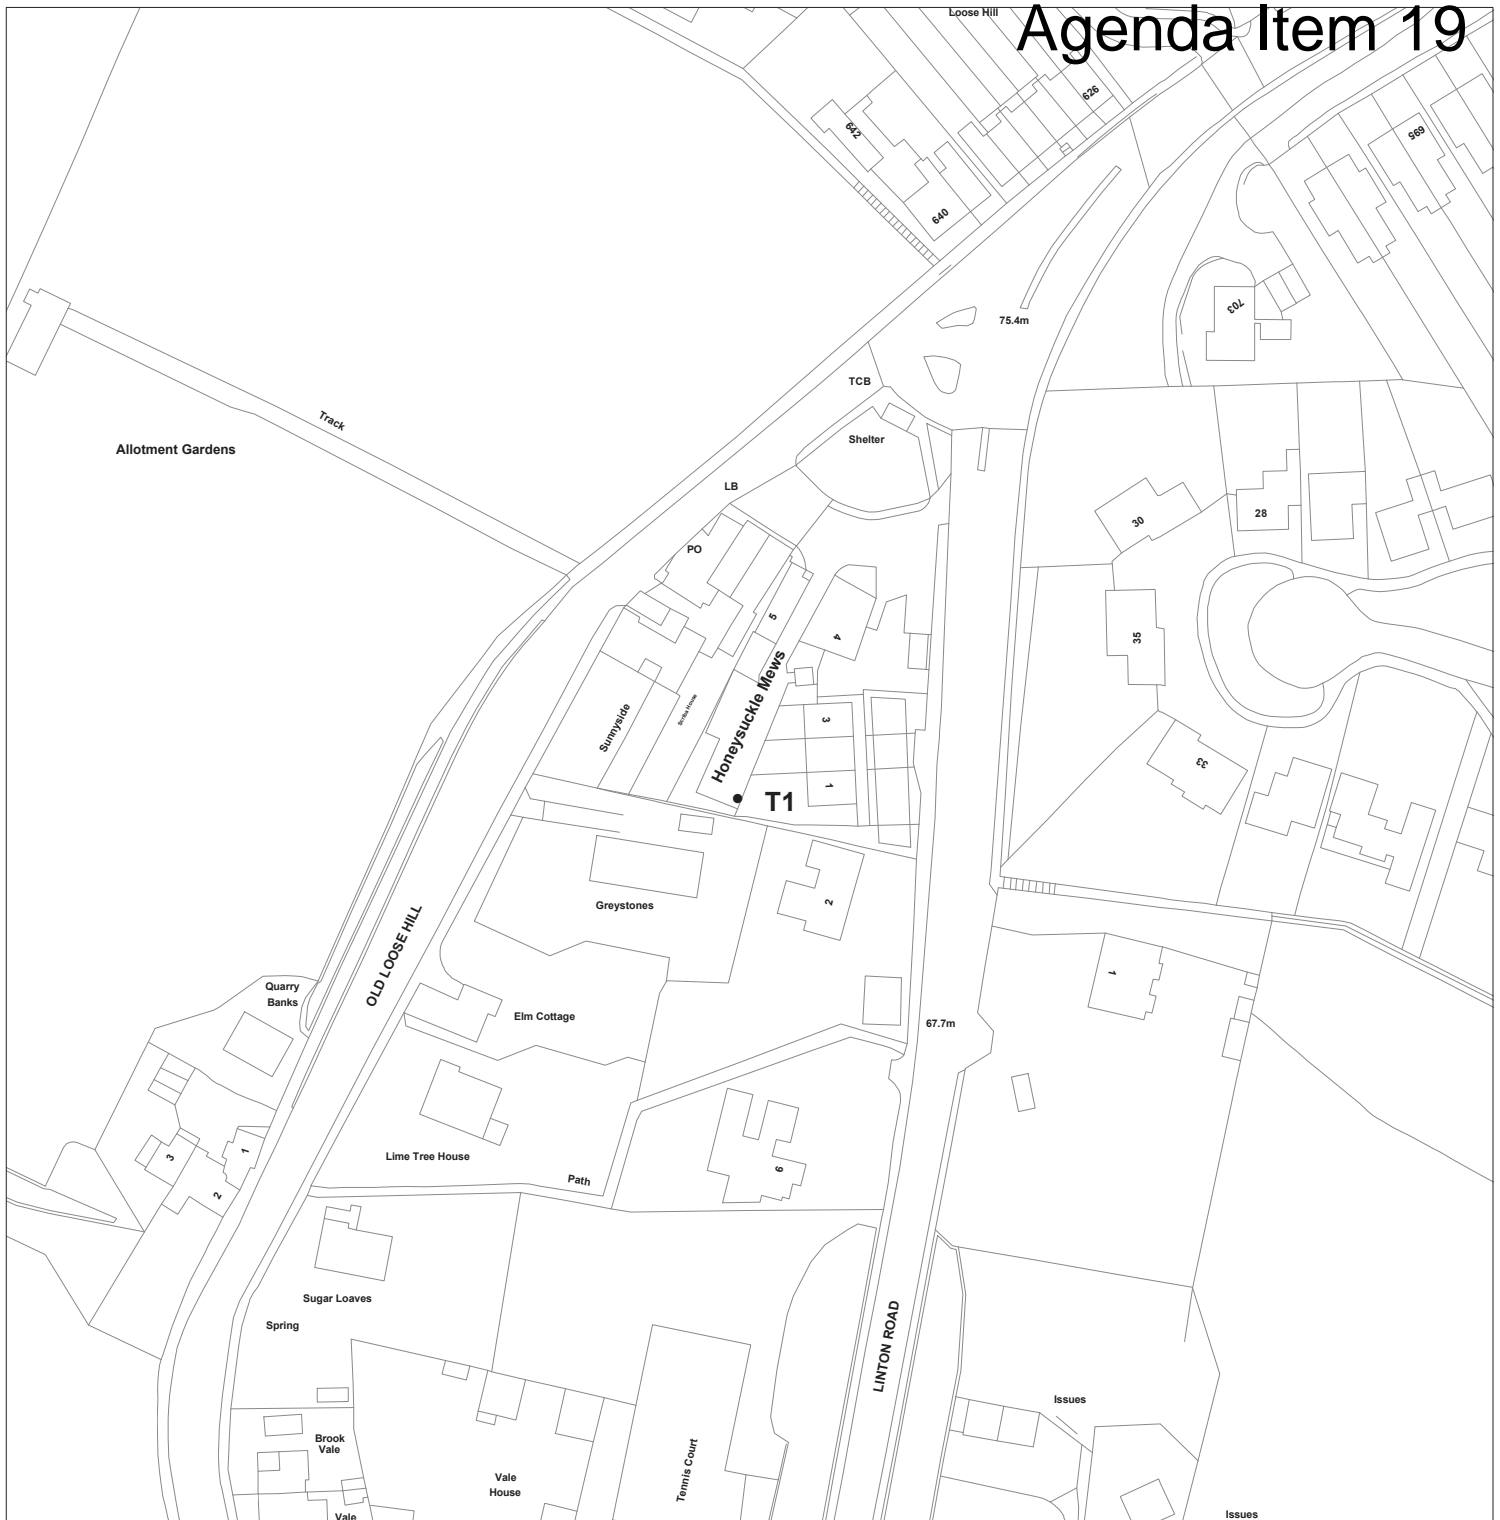 Loose Hill
Agenda Item 19
626
642
695
640
703
75.4m
TCB
Track
Allotment Gardens
Shelter
LB
30
28
PO
5
4
35
Honeysuckle Mews
Sunnyside
Scriba House
3
33
1
T1
2
Greystones
OLD LOOSE HILL
Quarry
Banks
1
Elm Cottage
67.7m
3
1
2
Lime Tree House
Path
6
Sugar Loaves
Spring
LINTON ROAD
Issues
Brook
Vale
Tennis Court
Vale
House
Vale
Issues